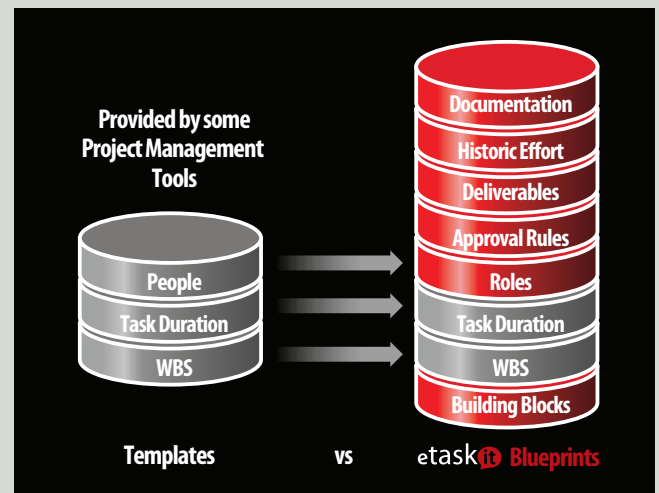 Provided by some
Project Management
Tools
People
Task Duration
WBS
Documentation
Historic Effort
Deliverables
Approval Rules
Roles
Task Duration
WBS
Building Blocks
Templates vs etaskit Blueprints